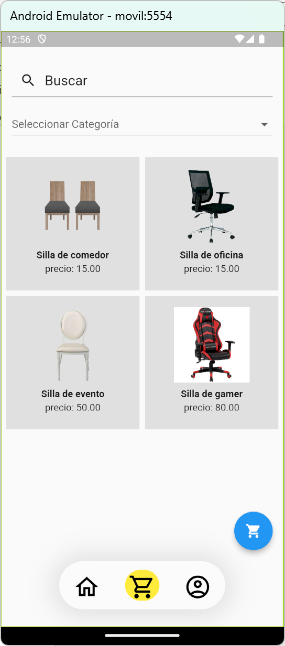 Android Emulator - movil:5554
12:56
Buscar
Seleccionar Categoría
Silla de comedor
precio: 15.00
Silla de oficina
precio: 15.00
Silla de evento
precio: 50.00
Silla de gamer
precio: 80.00